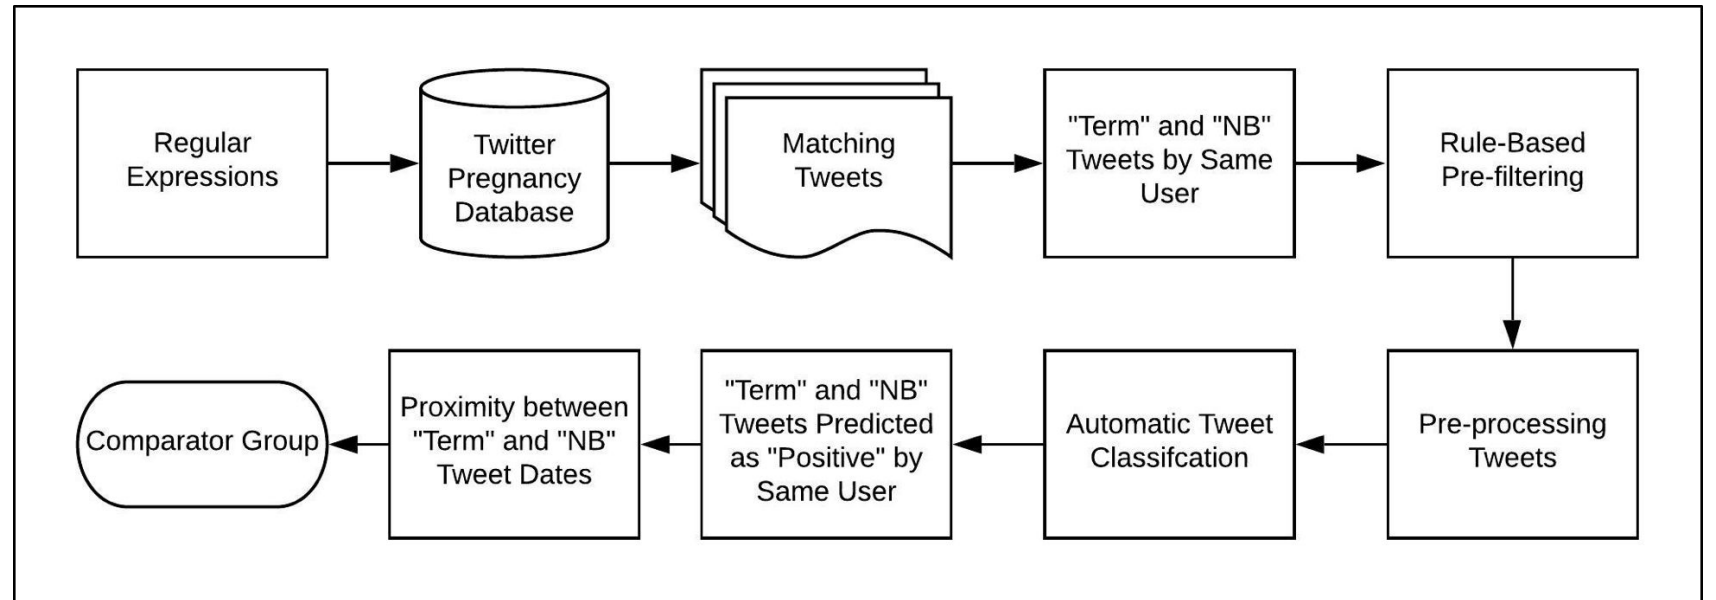 Regular
Expressions
Twitter
Pregnancy
Database
Matching
Tweets
"Term" and "NB"
Tweets by Same
User
Rule-Based
Pre-filtering
Pre-processing
Tweets
Automatic Tweet
Classifcation
"Term" and "NB"
Tweets Predicted
as "Positive" by
Same User
Proximity between
"Term" and "NB"
Tweet Dates
Comparator Group